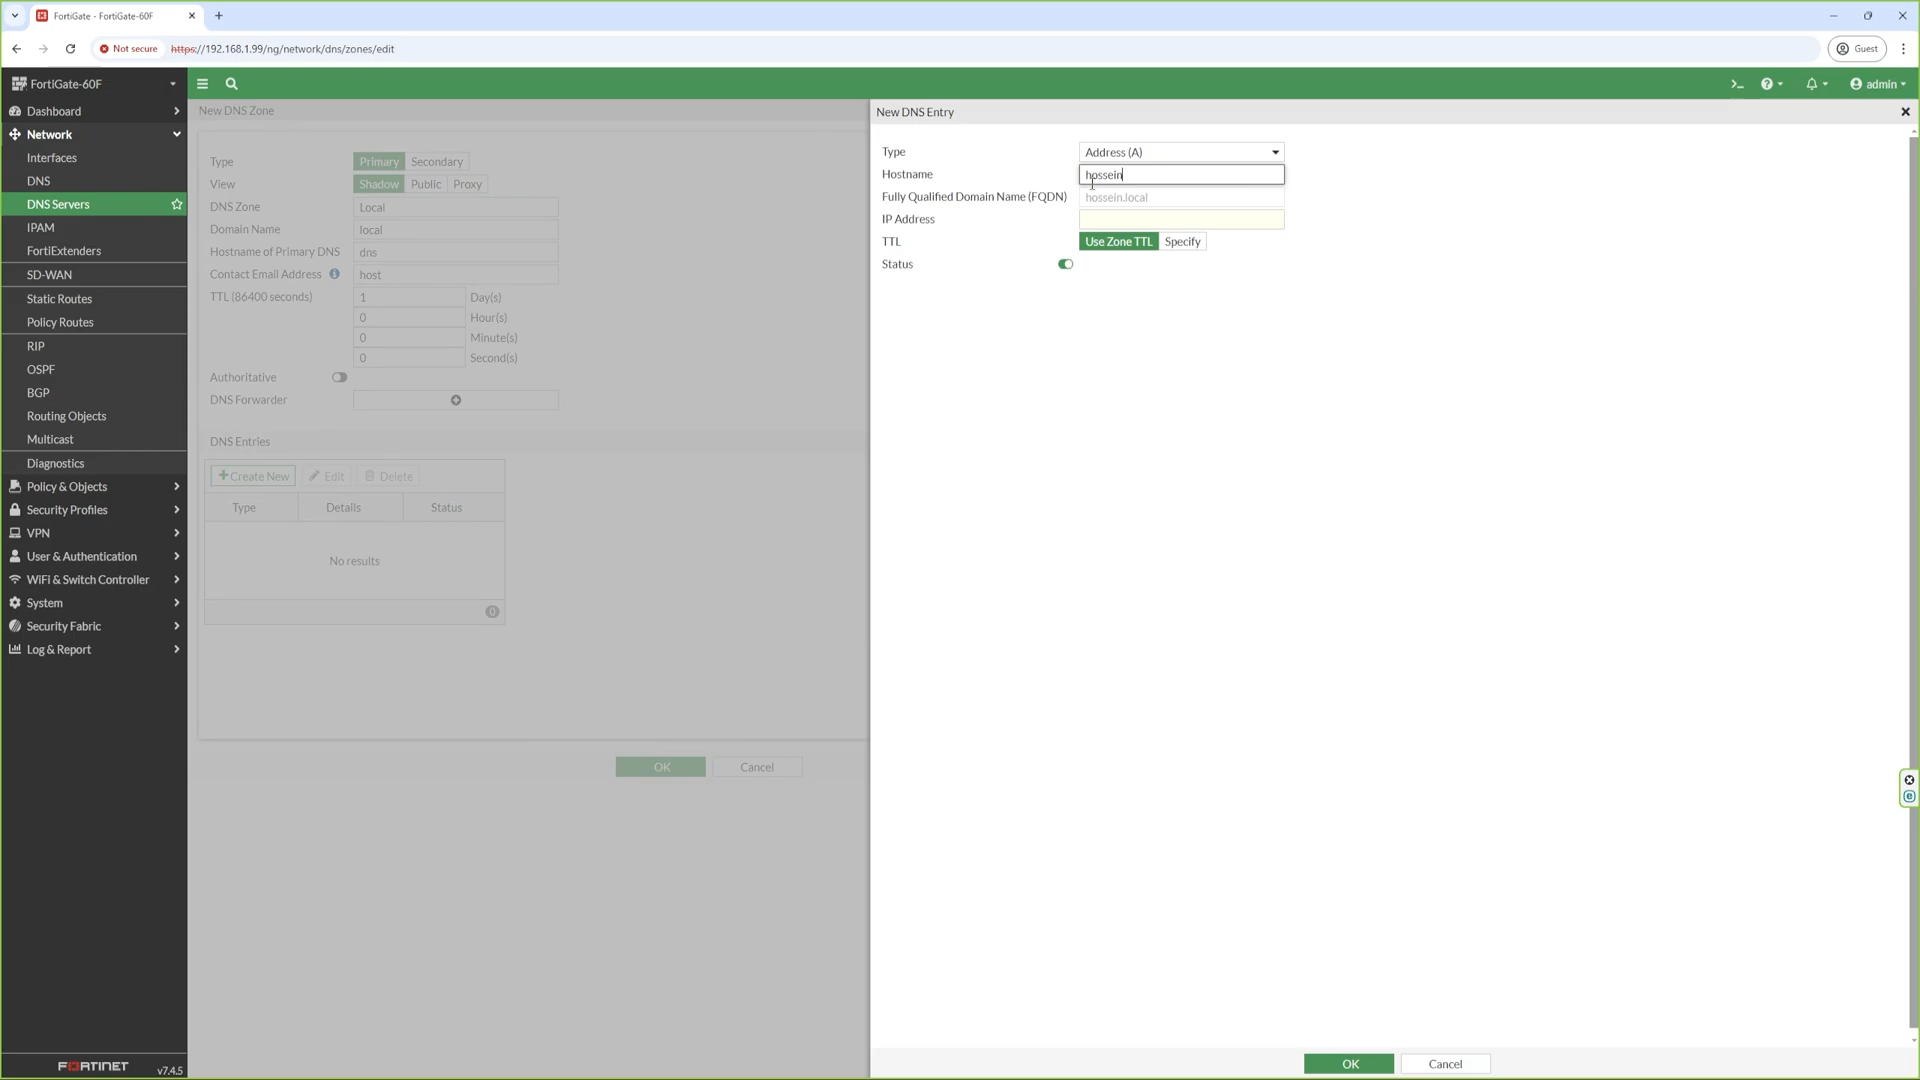 FortiGate - FortiGate-60F
Not secure
https://192.168.1.99/ng/network/dns/zones/edit
Guest
FortiGate-60F
admin
Dashboard
Network
Interfaces
DNS
DNS Servers
IPAM
FortiExtenders
SD-WAN
Static Routes
Policy Routes
RIP
OSPF
BGP
Routing Objects
Multicast
Diagnostics
Policy & Objects
Security Profiles
VPN
User & Authentication
WiFi & Switch Controller
System
Security Fabric
Log & Report
FORTINET
v7.4.5
New DNS Zone
Type Primary Secondary
View Shadow Public Proxy
DNS Zone Local
Domain Name local
Hostname of Primary DNS dns
Contact Email Address host
TTL (86400 seconds) 1 Day(s)
0 Hour(s)
0 Minute(s)
0 Second(s)
Authoritative
DNS Forwarder
DNS Entries
Create New Edit Delete
Type Details Status
No results
0
OK Cancel
New DNS Entry
Type Address (A)
Hostname hossein
Fully Qualified Domain Name (FQDN) hossein.local
IP Address
TTL Use Zone TTL Specify
Status
OK Cancel